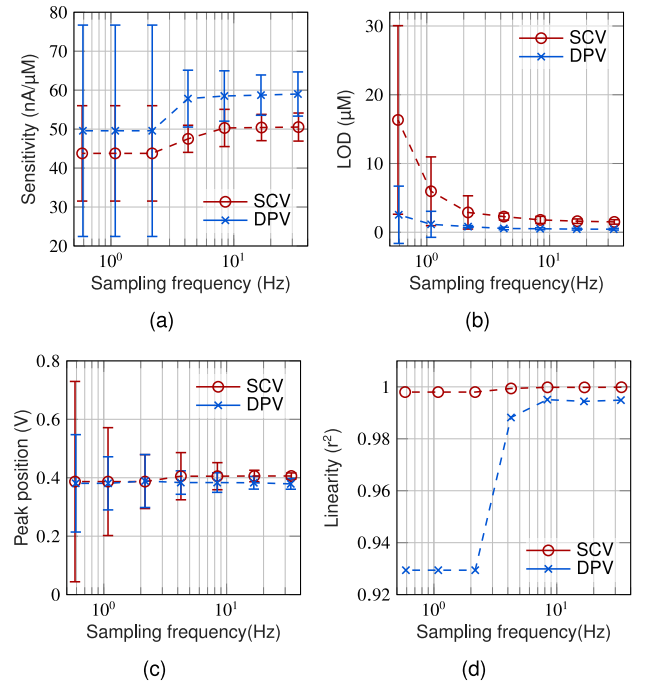 80
70
60
50
40
30
20
Sensitivity (nA/μM)
SCV
DPV
10⁰
10¹
Sampling frequency (Hz)
(a)
30
20
10
0
LOD (μM)
SCV
DPV
10⁰
10¹
Sampling frequency(Hz)
(b)
0.8
0.6
0.4
0.2
0
Peak position (V)
SCV
DPV
10⁰
10¹
Sampling frequency(Hz)
(c)
1
0.98
0.96
0.94
0.92
0.93
Linearity (r²)
SCV
DPV
10⁰
10¹
Sampling frequency(Hz)
(d)